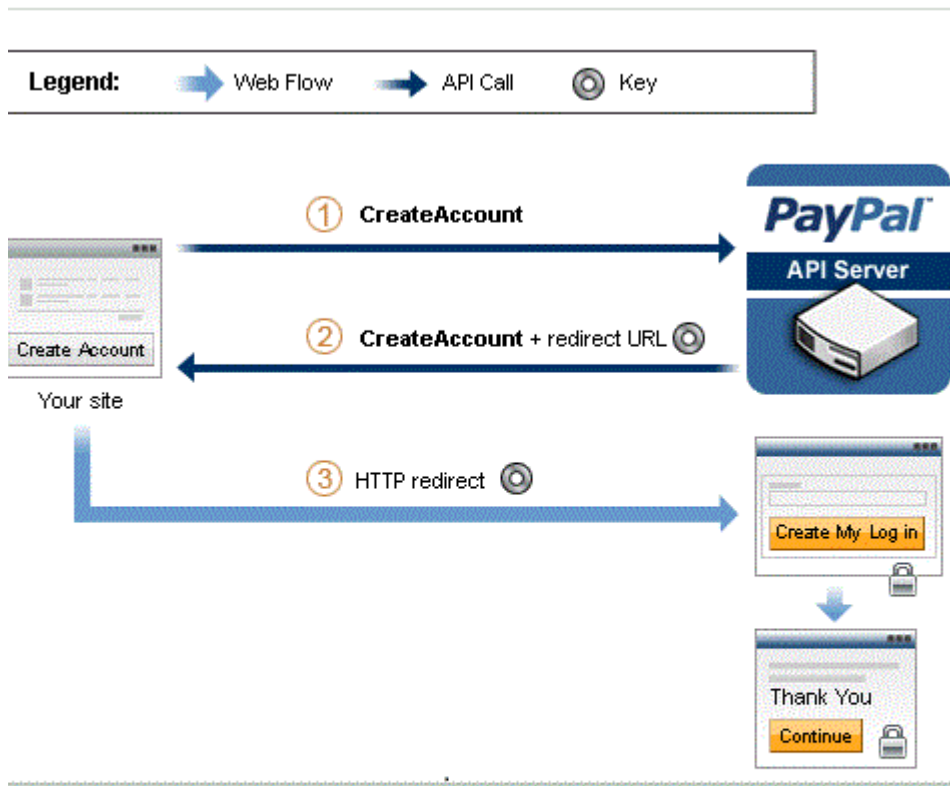 Legend: Web Flow API Call Key
1 CreateAccount
PayPal™
API Server
2 CreateAccount + redirect URL
Create Account
Your site
3 HTTP redirect
Create My Log in
Thank You
Continue